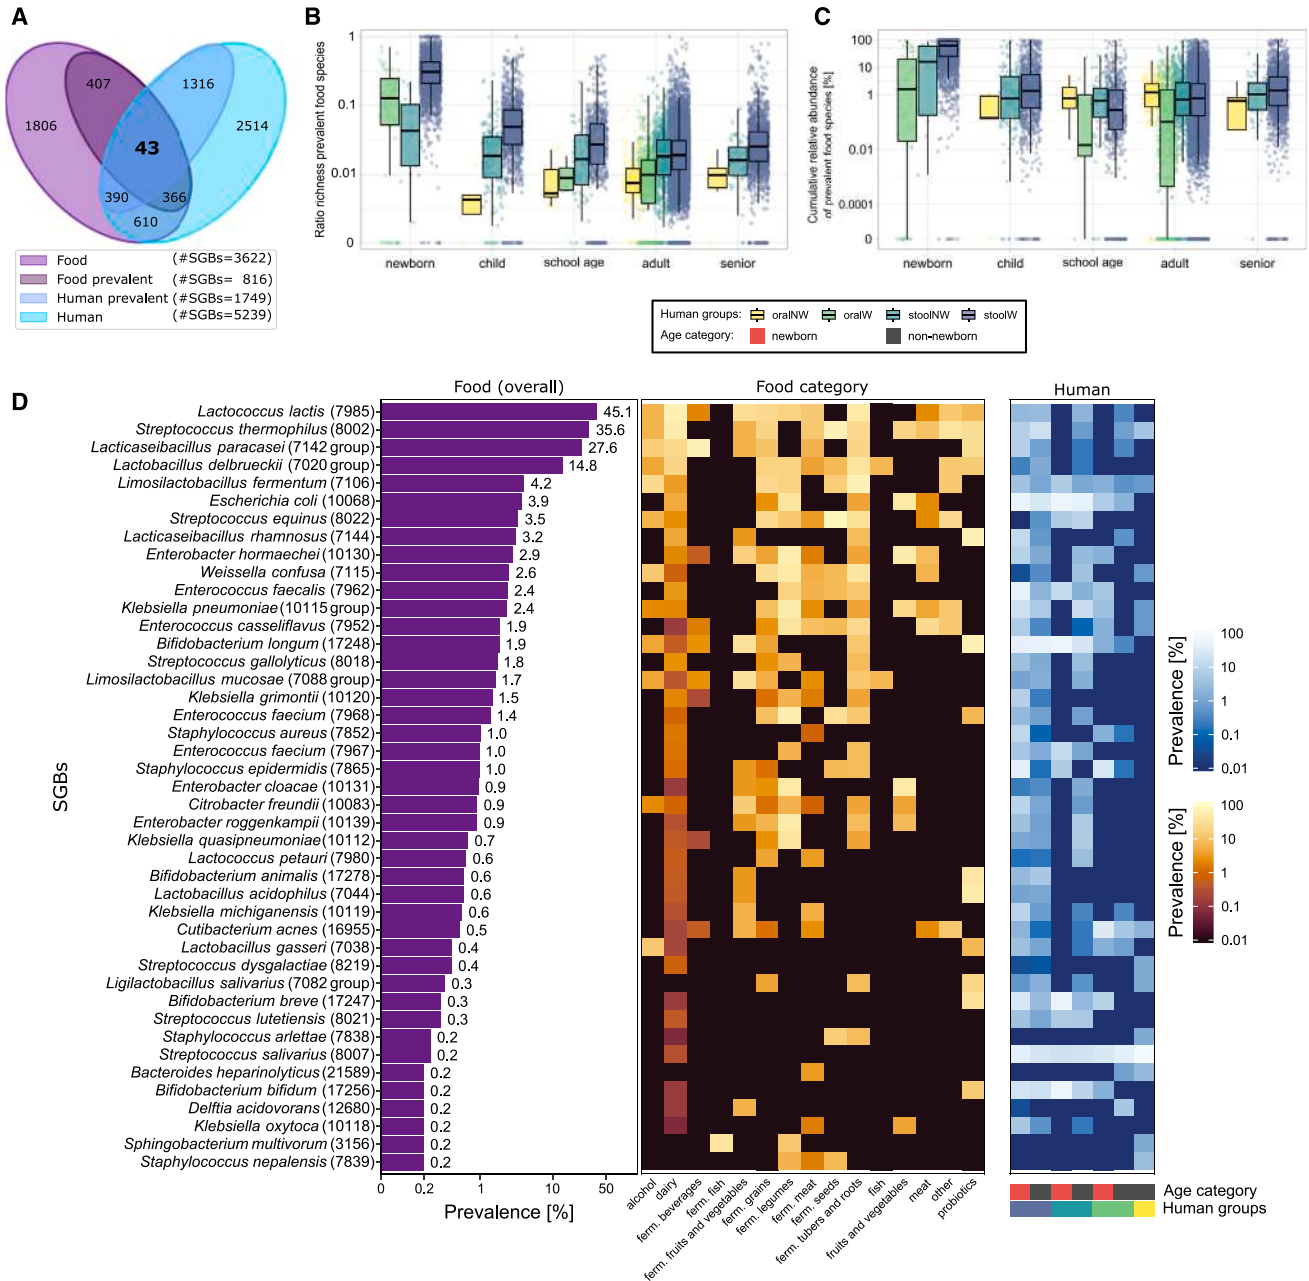 A
407
1316
1806
2514
43
390
366
610
Food (#SGBs=3622)
Food prevalent (#SGBs= 816)
Human prevalent (#SGBs=1749)
Human (#SGBs=5239)
B
Ratio richness prevalent food species
1
0.1
0.01
0
newborn child school age adult senior
C
Cumulative relative abundance
of prevalent food species [%]
100
10
1
0.1
0.01
0.0001
0
newborn child school age adult senior
Human groups: oralNW oralW stoolNW stoolW
Age category: newborn non-newborn
D
Food (overall)
Food category
Human
SGBs
Lactococcus lactis (7985) 45.1
Streptococcus thermophilus (8002) 35.6
Lacticaseibacillus paracasei (7142 group) 27.6
Lactobacillus delbrueckii (7020 group) 14.8
Limosilactobacillus fermentum (7106) 4.2
Escherichia coli (10068) 3.9
Streptococcus equinus (8022) 3.5
Lacticaseibacillus rhamnosus (7144) 3.2
Enterobacter hormaechei (10130) 2.9
Weissella confusa (7115) 2.6
Enterococcus faecalis (7962) 2.4
Klebsiella pneumoniae (10115 group) 2.4
Enterococcus casseliflavus (7952) 1.9
Bifidobacterium longum (17248) 1.9
Streptococcus gallolyticus (8018) 1.8
Limosilactobacillus mucosae (7088 group) 1.7
Klebsiella grimontii (10120) 1.5
Enterococcus faecium (7968) 1.4
Staphylococcus aureus (7852) 1.0
Enterococcus faecium (7967) 1.0
Staphylococcus epidermidis (7865) 1.0
Enterobacter cloacae (10131) 0.9
Citrobacter freundii (10083) 0.9
Enterobacter roggenkampii (10139) 0.9
Klebsiella quasipneumoniae (10112) 0.7
Lactococcus petauri (7980) 0.6
Bifidobacterium animalis (17278) 0.6
Lactobacillus acidophilus (7044) 0.6
Klebsiella michiganensis (10119) 0.6
Cutibacterium acnes (16955) 0.5
Lactobacillus gasseri (7038) 0.4
Streptococcus dysgalactiae (8219) 0.4
Ligilactobacillus salivarius (7082 group) 0.3
Bifidobacterium breve (17247) 0.3
Streptococcus lutetiensis (8021) 0.3
Staphylococcus arlettae (7838) 0.2
Streptococcus salivarius (8007) 0.2
Bacteroides heparinolyticus (21589) 0.2
Bifidobacterium bifidum (17256) 0.2
Delftia acidovorans (12680) 0.2
Klebsiella oxytoca (10118) 0.2
Sphingobacterium multivorum (3156) 0.2
Staphylococcus nepalensis (7839) 0.2
0 0.2 1 10 50
Prevalence [%]
alcohol
dairy
ferm. beverages
ferm. fish
ferm. fruits and vegetables
ferm. grains
ferm. legumes
ferm. meat
ferm. seeds
ferm. tubers and roots
fish
fruits and vegetables
meat
other
probiotics
Age category
Human groups
Prevalence [%]
100
10
1
0.1
0.01
Prevalence [%]
100
10
1
0.1
0.01